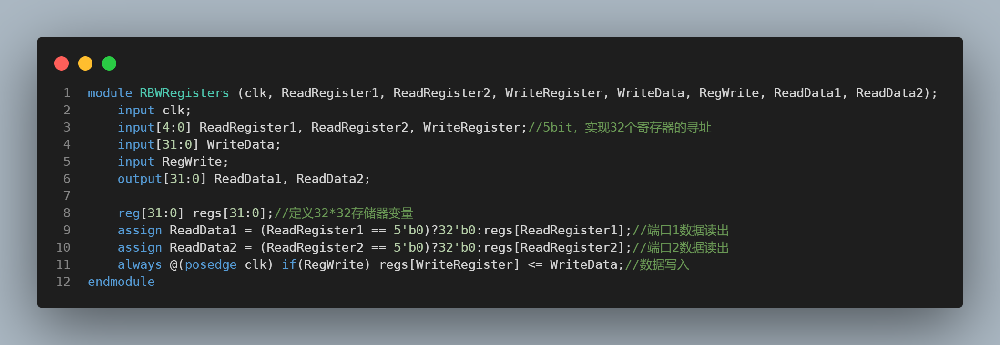 1 module RBWRegisters (clk, ReadRegister1, ReadRegister2, WriteRegister, WriteData, RegWrite, ReadData1, ReadData2);
2     input clk;
3     input[4:0] ReadRegister1, ReadRegister2, WriteRegister;//5bit，实现32个寄存器的寻址
4     input[31:0] WriteData;
5     input RegWrite;
6     output[31:0] ReadData1, ReadData2;
7
8     reg[31:0] regs[31:0];//定义32*32存储器变量
9     assign ReadData1 = (ReadRegister1 == 5'b0)?32'b0:regs[ReadRegister1];//端口1数据读出
10     assign ReadData2 = (ReadRegister2 == 5'b0)?32'b0:regs[ReadRegister2];//端口2数据读出
11     always @(posedge clk) if(RegWrite) regs[WriteRegister] <= WriteData;//数据写入
12 endmodule